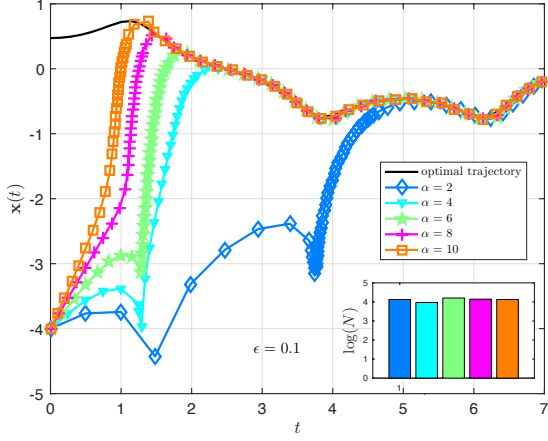 1
0
-1
-2
-3
-4
-5
x(t)
0
1
2
3
4
5
6
7
t
ϵ = 0.1
optimal trajectory
α = 2
α = 4
α = 6
α = 8
α = 10
log(N)
5
4
3
2
1
0
1